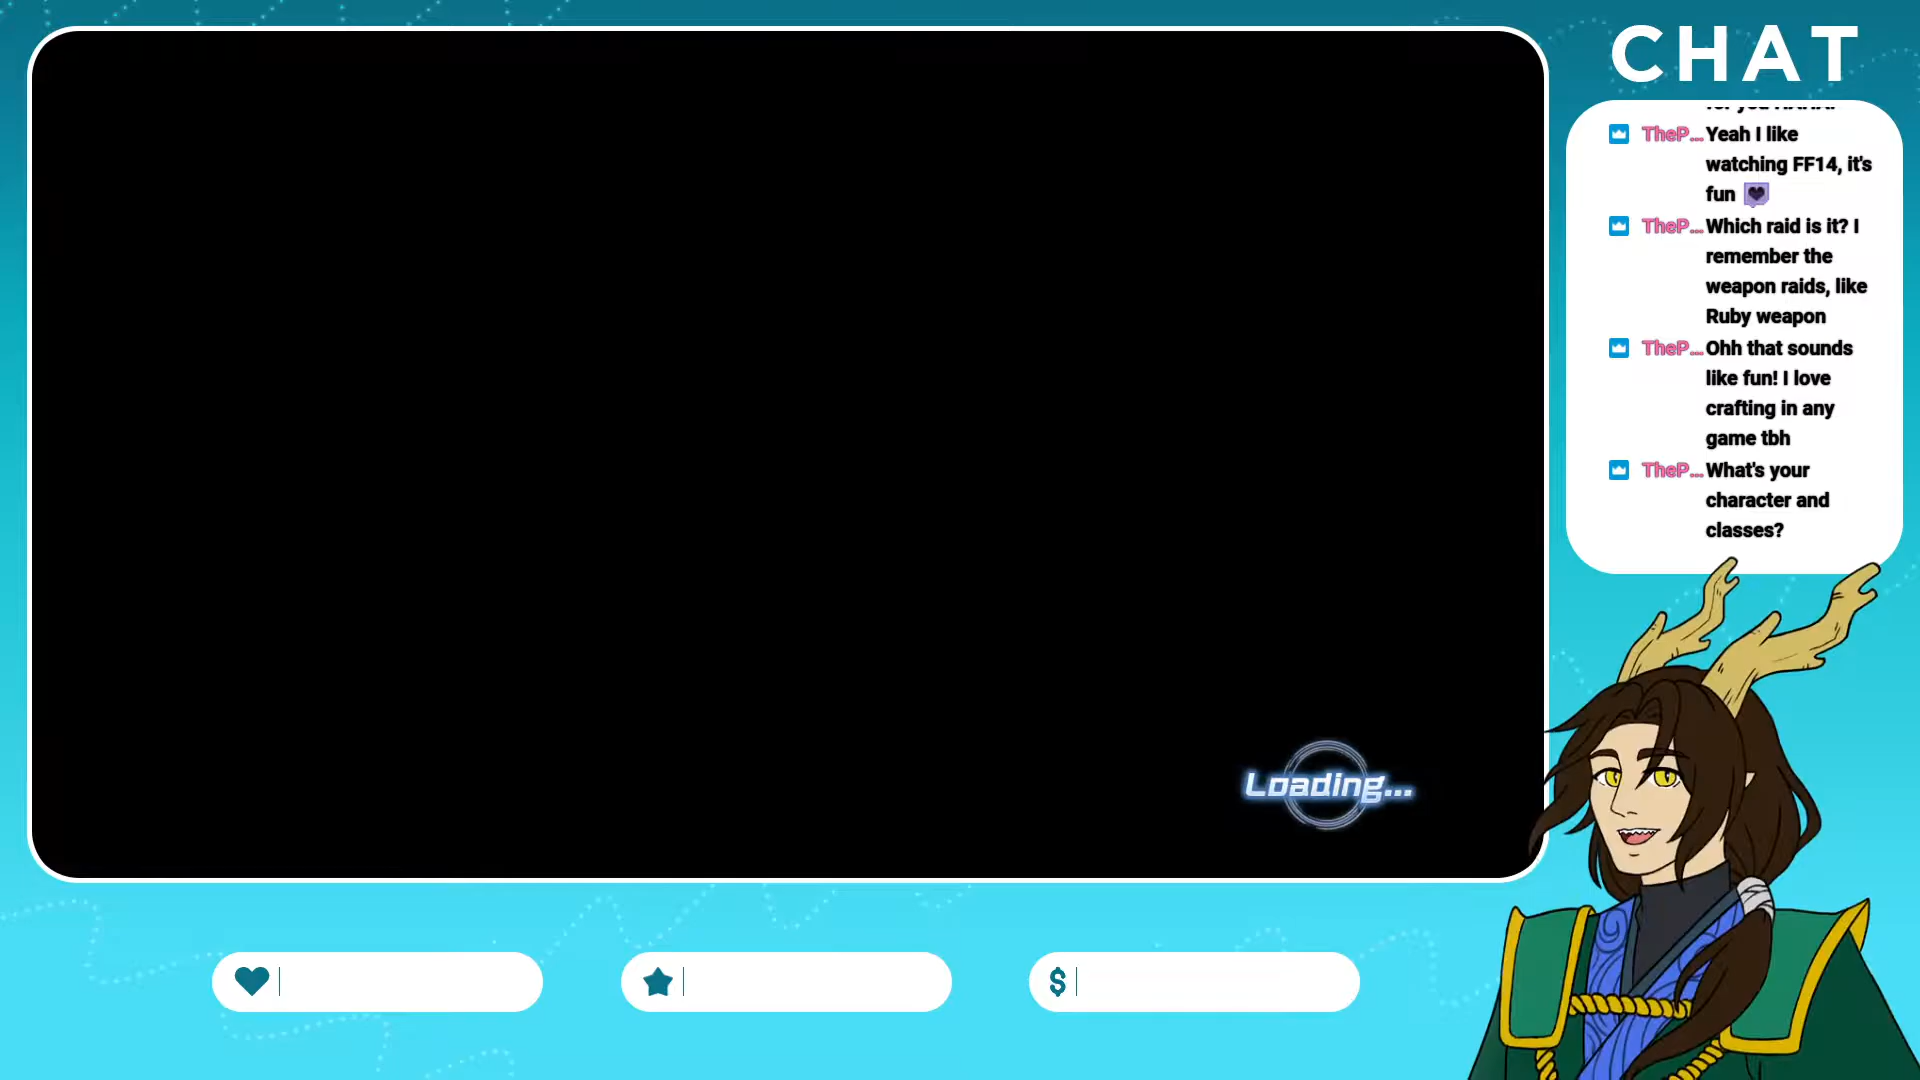 CHAT
TheP... Yeah I like
watching FF14, it's
fun
TheP... Which raid is it? I
remember the
weapon raids, like
Ruby weapon
TheP... Ohh that sounds
like fun! I love
crafting in any
game tbh
TheP... What's your
character and
classes?
Loading...
$